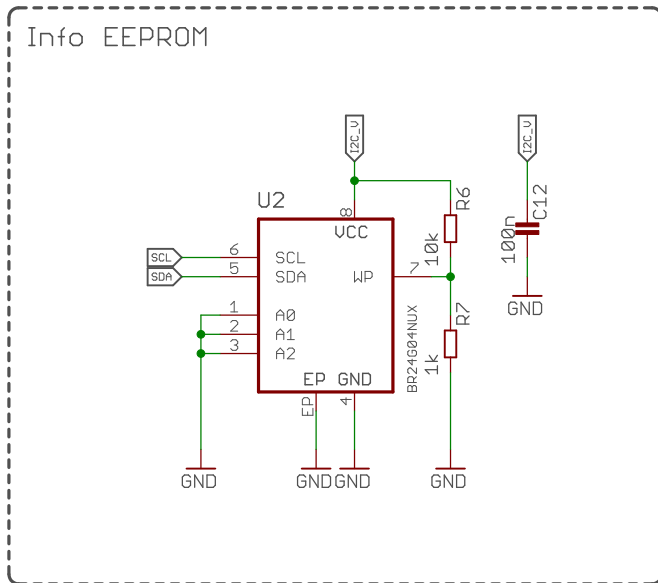 Info EEPROM
I2C_V
I2C_V
U2
8
VCC
R6
10k
C12
100n
SCL
6
SCL
SDA
5
SDA
WP
7
1
A0
2
A1
3
A2
GND
R7
1k
BR24G04NUX
EP
GND
EP
4
GND
GND
GND
GND